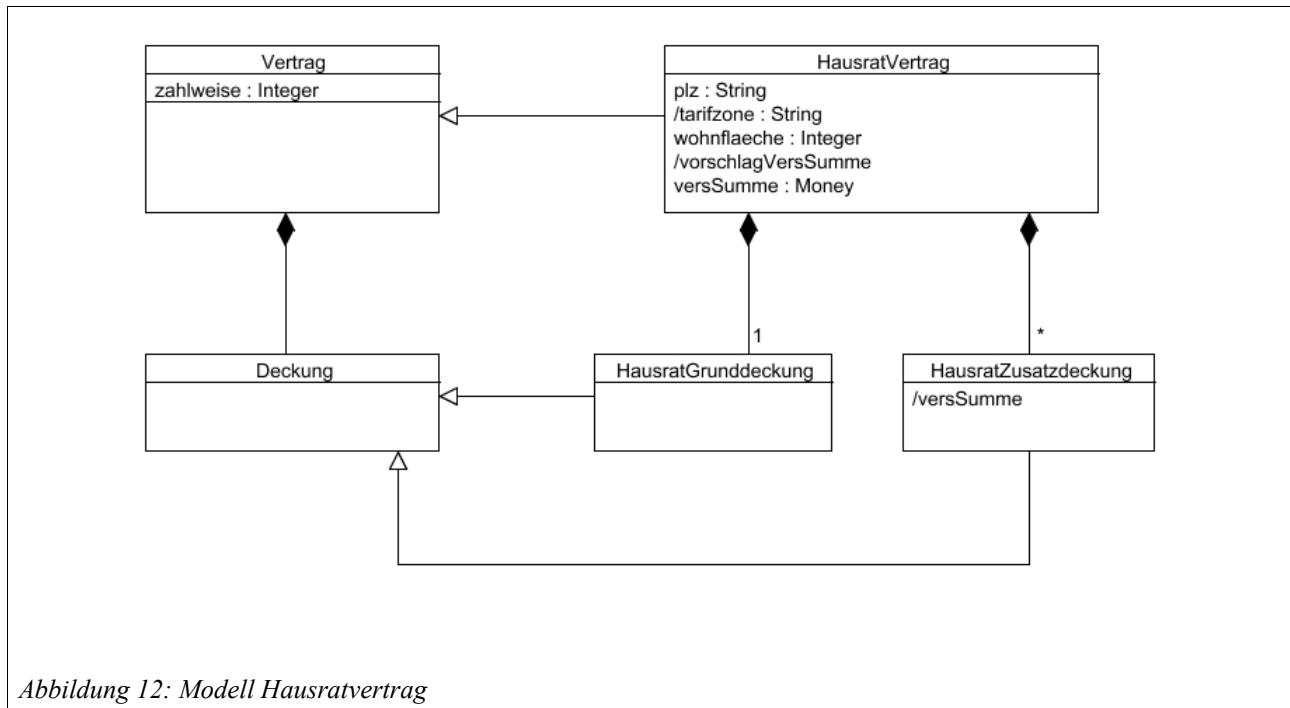 Vertrag
zahlweise : Integer
HausratVertrag
plz : String
/tarifzone : String
wohnflaeche : Integer
/vorschlagVersSumme
versSumme : Money
1
*
Deckung
HausratGrunddeckung
HausratZusatzdeckung
/versSumme
Abbildung 12: Modell Hausratvertrag